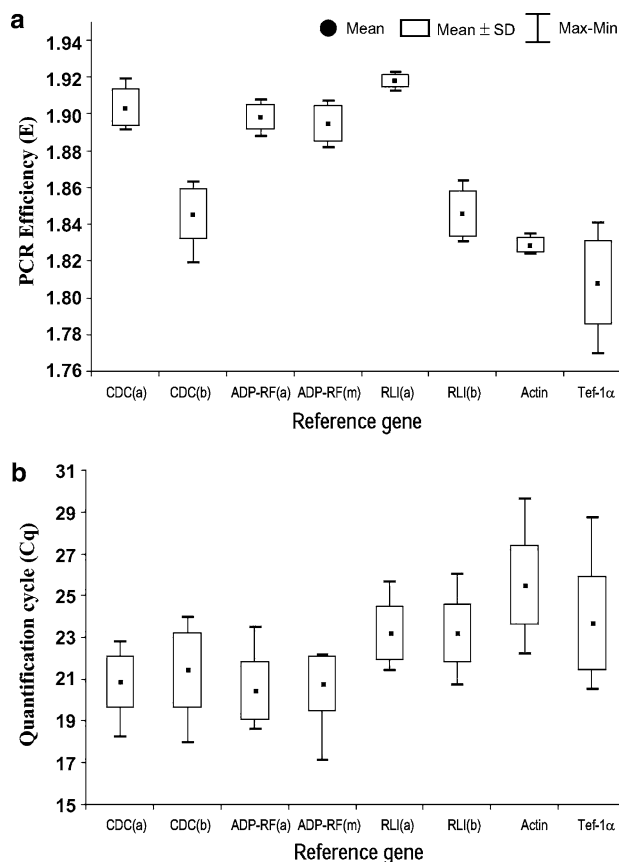 a
Mean
Mean ± SD
Max-Min
PCR Efficiency (E)
1.94
1.92
1.90
1.88
1.86
1.84
1.82
1.80
1.78
1.76
CDC(a) CDC(b) ADP-RF(a) ADP-RF(m) RLI(a) RLI(b) Actin Tef-1α
Reference gene
b
Quantification cycle (Cq)
31
29
27
25
23
21
19
17
15
CDC(a) CDC(b) ADP-RF(a) ADP-RF(m) RLI(a) RLI(b) Actin Tef-1α
Reference gene